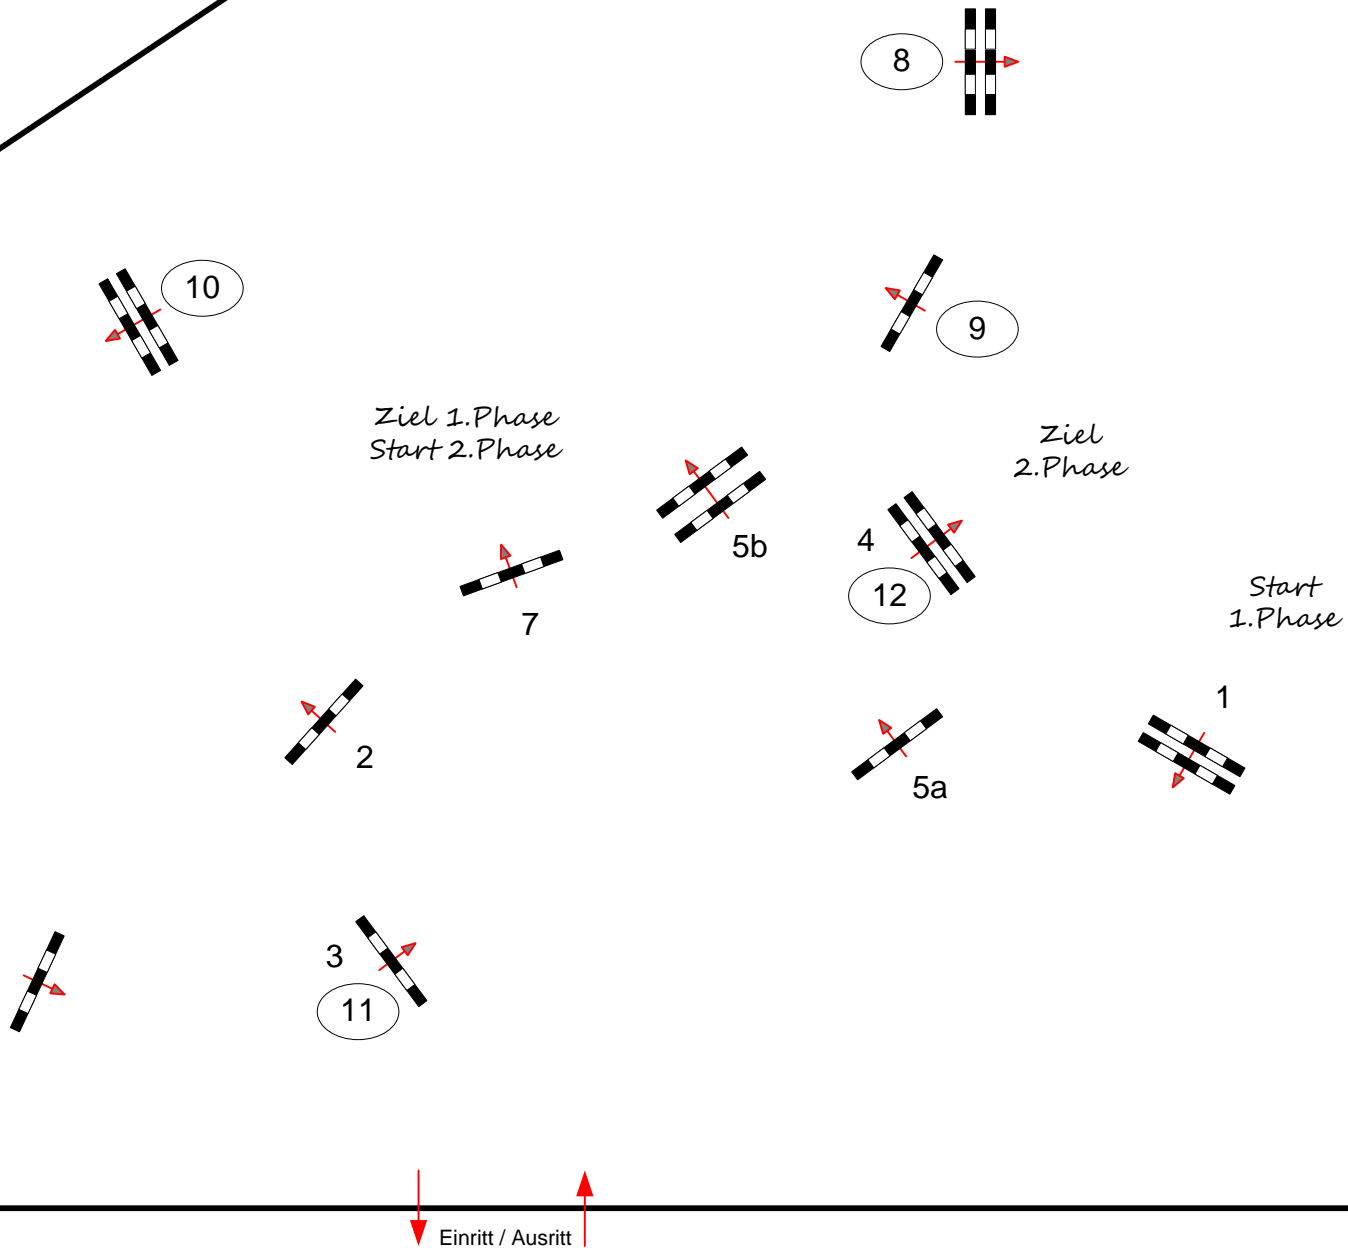 8
10
9
Ziel 1.Phase
Start 2.Phase
Ziel
2.Phase
5b
4
12
7
Start
1.Phase
1
2
5a
3
11
Einritt / Ausritt